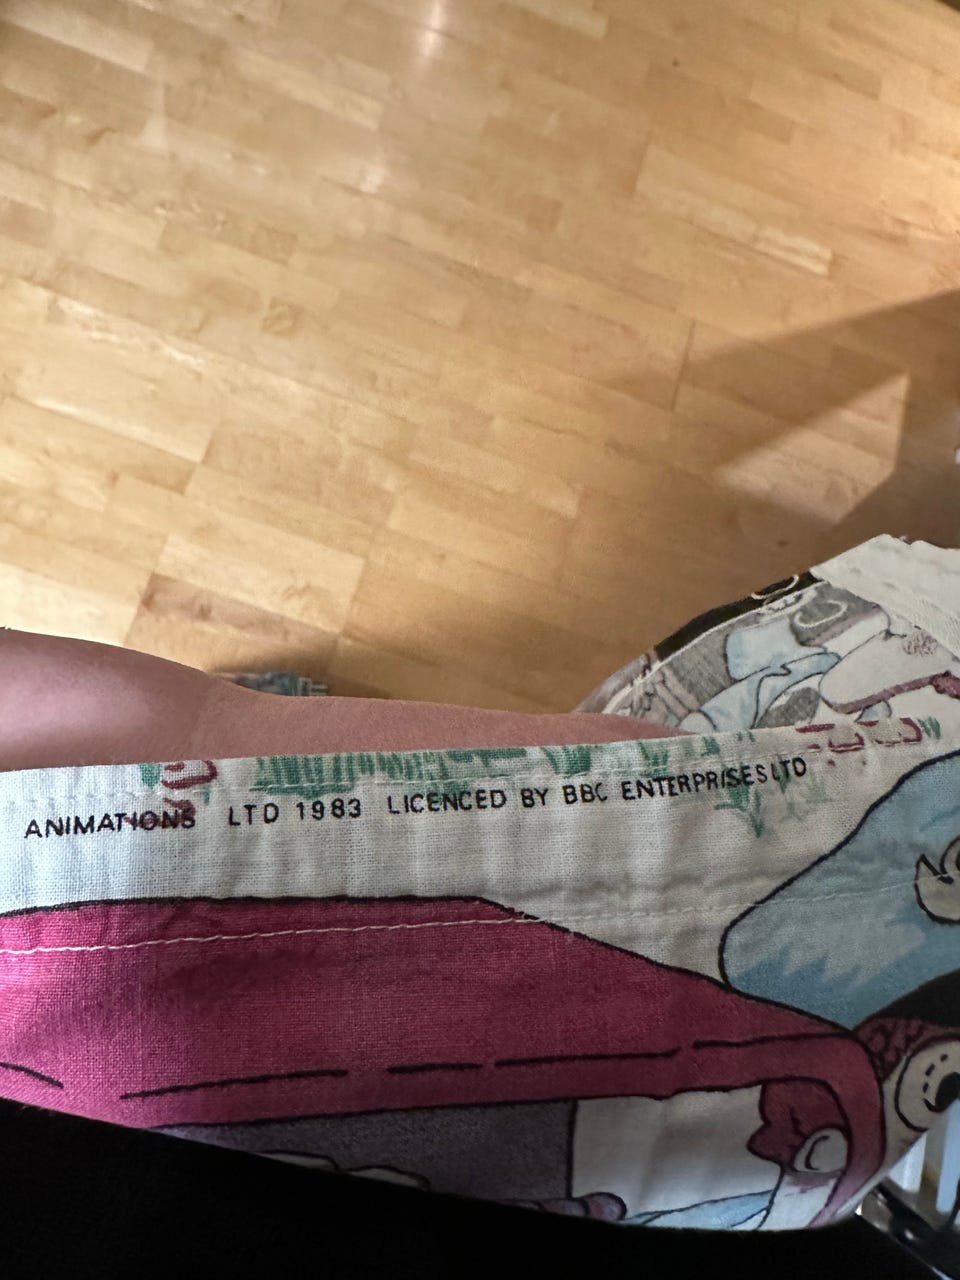 ANIMATIONS LTD 1983 LICENCED BY BBC ENTERPRISES LTD